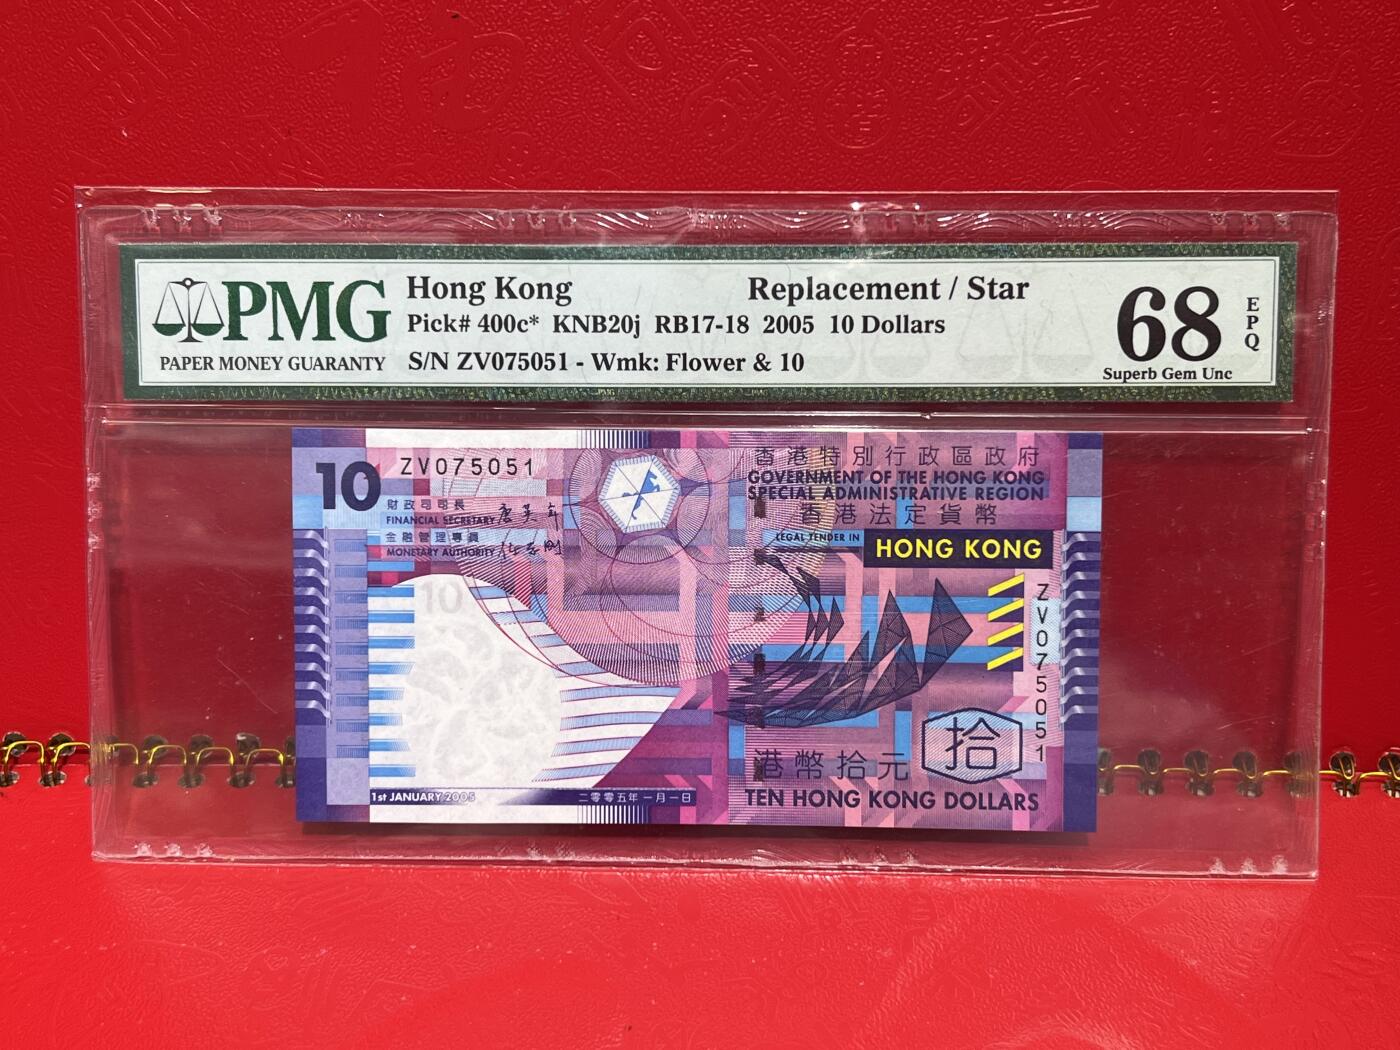 PMG
PAPER MONEY GUARANTY
Hong Kong Replacement / Star
Pick# 400c* KNB20j RB17-18 2005 10 Dollars
S/N ZV075051 - Wmk: Flower & 10
68
EPQ
Superb Gem Unc
10
ZV075051
財政司司長
FINANCIAL SECRETARY
金融管理專員
MONETARY AUTHORITY
10
香港特別行政區政府
GOVERNMENT OF THE HONG KONG
SPECIAL ADMINISTRATIVE REGION
香港法定貨幣
LEGAL TENDER IN
HONG KONG
ZV075051
拾
港幣拾元
TEN HONG KONG DOLLARS
1st JANUARY 2005
二零零五年一月一日